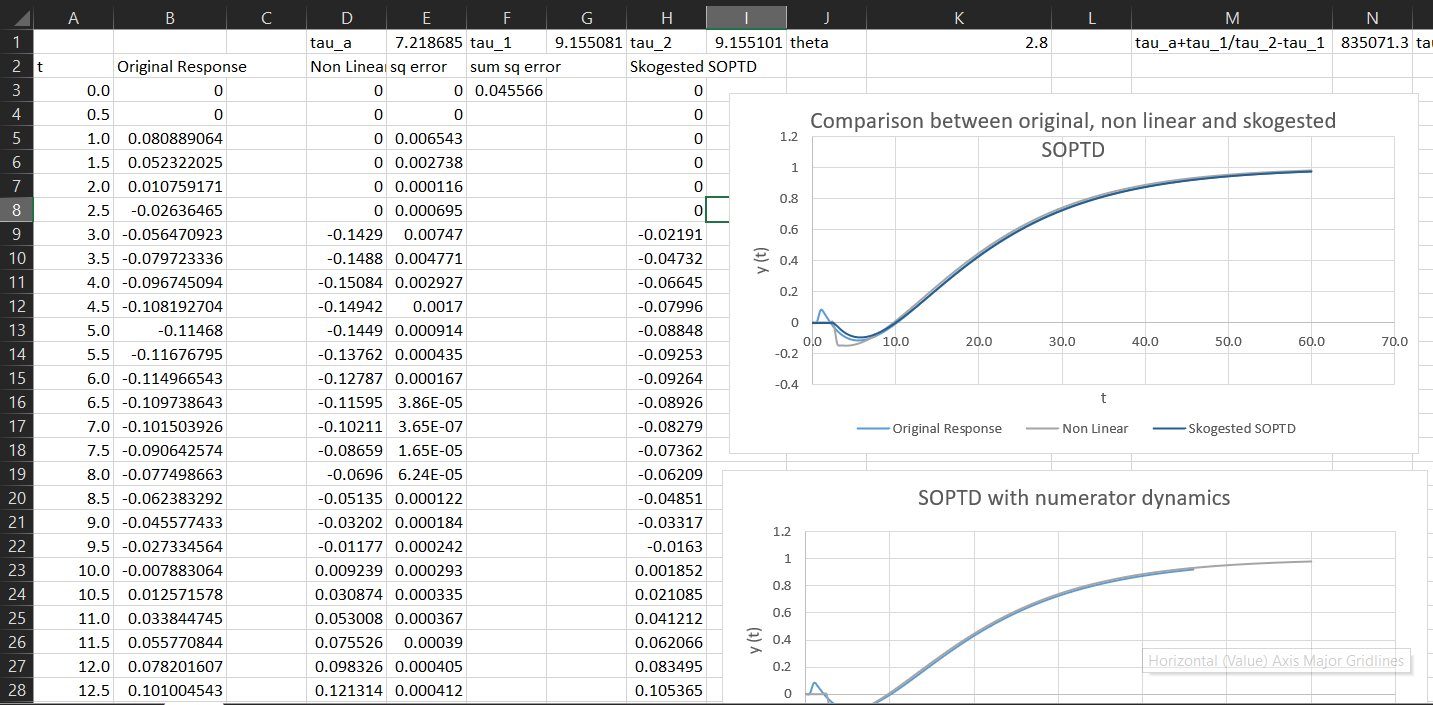 A B C D E F G H I J K L M N
1 tau_a 7.218685 tau_1 9.155081 tau_2 9.155101 theta 2.8 tau_a+tau_1/tau_2-tau_1 835071.3 ta
2 t Original Response Non Linea sq error sum sq error Skogested SOPTD
3 0.0 0 0 0 0.045566 0
4 0.5 0 0 0
5 1.0 0.080889064 0 0.006543 0
6 1.5 0.052322025 0 0.002738 0
7 2.0 0.010759171 0 0.000116 0
8 2.5 -0.02636465 0 0.000695 0
9 3.0 -0.056470923 -0.1429 0.00747 -0.02191
10 3.5 -0.079723336 -0.1488 0.004771 -0.04732
11 4.0 -0.096745094 -0.15084 0.002927 -0.06645
12 4.5 -0.108192704 -0.14942 0.0017 -0.07996
13 5.0 -0.11468 -0.1449 0.000914 -0.08848
14 5.5 -0.11676795 -0.13762 0.000435 -0.09253
15 6.0 -0.114966543 -0.12787 0.000167 -0.09264
16 6.5 -0.109738643 -0.11595 3.86E-05 -0.08926
17 7.0 -0.101503926 -0.10211 3.65E-07 -0.08279
18 7.5 -0.090642574 -0.08659 1.65E-05 -0.07362
19 8.0 -0.077498663 -0.0696 6.24E-05 -0.06209
20 8.5 -0.062383292 -0.05135 0.000122 -0.04851
21 9.0 -0.045577433 -0.03202 0.000184 -0.03317
22 9.5 -0.027334564 -0.01177 0.000242 -0.0163
23 10.0 -0.007883064 0.009239 0.000293 0.001852
24 10.5 0.012571578 0.030874 0.000335 0.021085
25 11.0 0.033844745 0.053008 0.000367 0.041212
26 11.5 0.055770844 0.075526 0.00039 0.062066
27 12.0 0.078201607 0.098326 0.000405 0.083495
28 12.5 0.101004543 0.121314 0.000412 0.105365
Comparison between original, non linear and skogested
SOPTD
1.2
1
0.8
0.6
0.4
0.2
0
-0.2
-0.4
y (t)
0.0 10.0 20.0 30.0 40.0 50.0 60.0 70.0
t
Original Response Non Linear Skogested SOPTD
SOPTD with numerator dynamics
1.2
1
0.8
0.6
0.4
0.2
0
y (t)
Horizontal (Value) Axis Major Gridlines